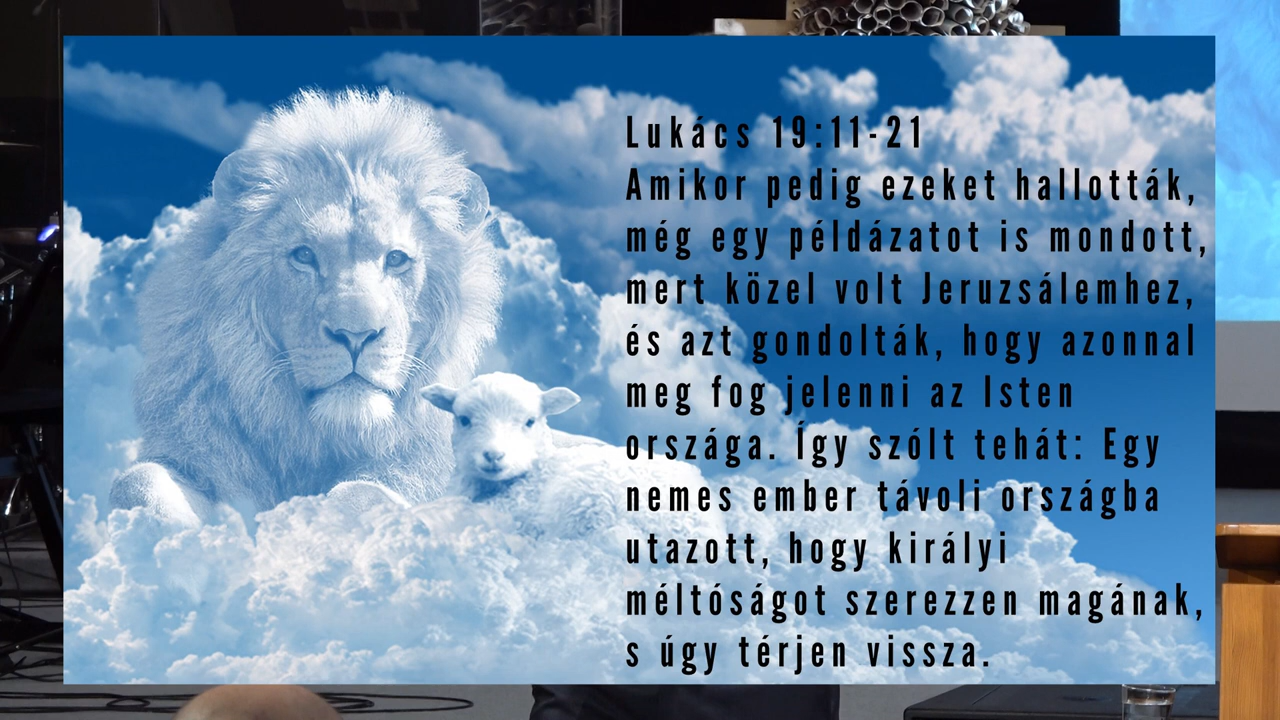 Lukács 19:11-21
Amikor pedig ezeket hallották,
még egy példázatot is mondott,
mert közel volt Jeruzsálemhez,
és azt gondolták, hogy azonnal
meg fog jelenni az Isten
országa. Így szólt tehát: Egy
nemes ember távoli országba
utazott, hogy királyi
méltóságot szerezzen magának,
s úgy térjen vissza.